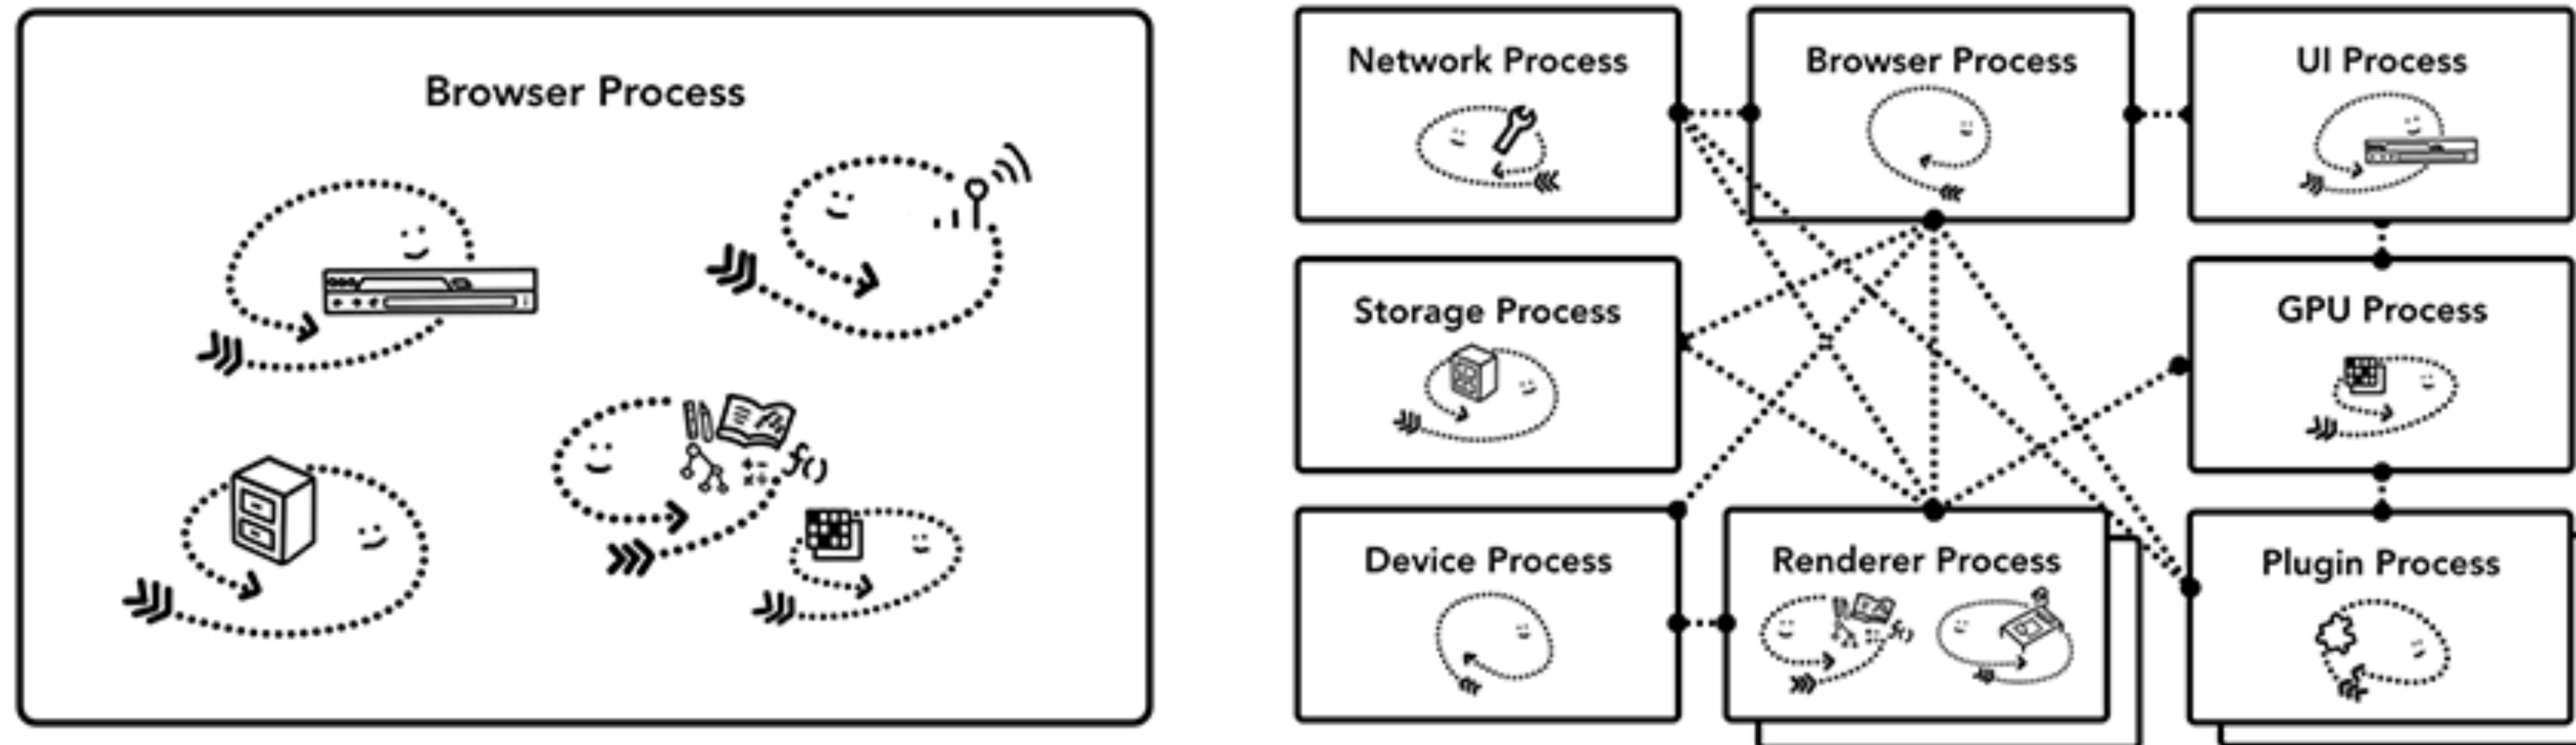 Browser Process
f()
Network Process
Browser Process
UI Process
Storage Process
GPU Process
Device Process
Renderer Process
f()
Plugin Process